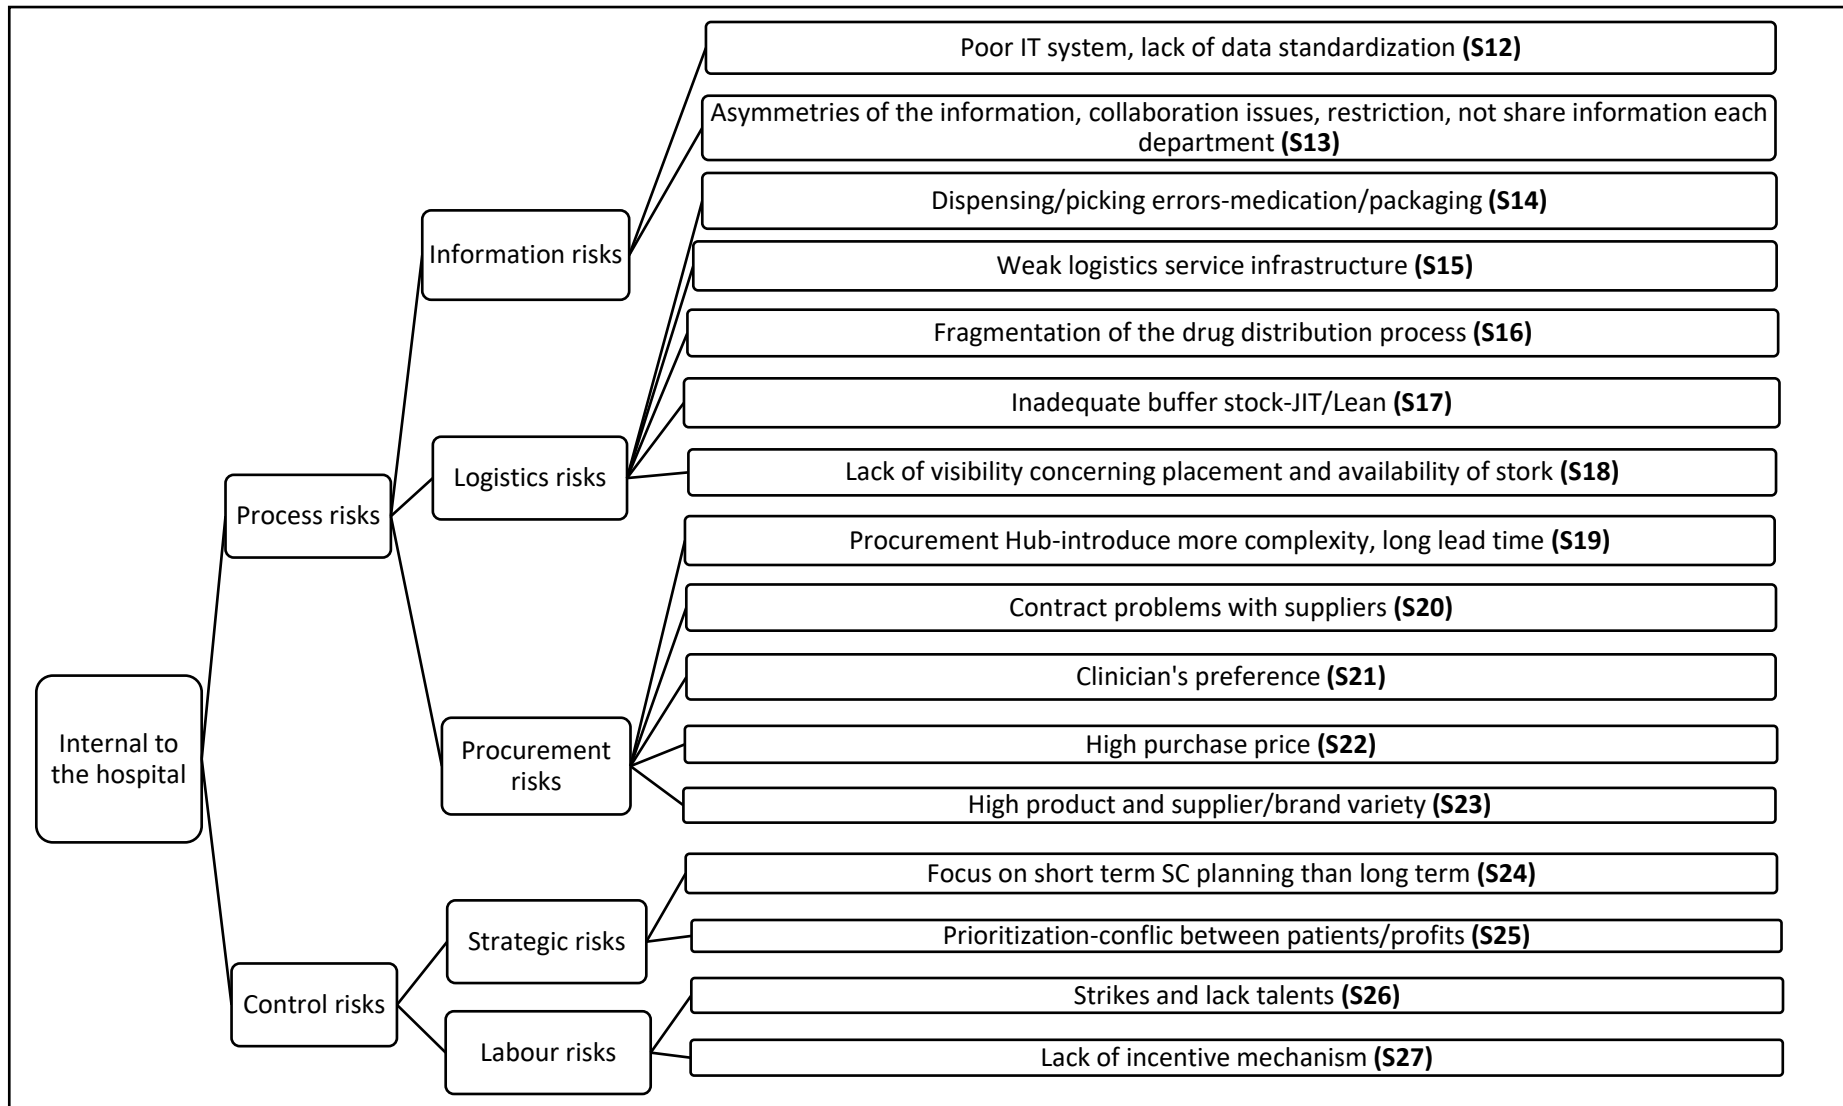 Poor IT system, lack of data standardization (S12)
Asymmetries of the information, collaboration issues, restriction, not share information each
department (S13)
Dispensing/picking errors-medication/packaging (S14)
Information risks
Weak logistics service infrastructure (S15)
Fragmentation of the drug distribution process (S16)
Inadequate buffer stock-JIT/Lean (S17)
Logistics risks
Lack of visibility concerning placement and availability of stork (S18)
Process risks
Procurement Hub-introduce more complexity, long lead time (S19)
Contract problems with suppliers (S20)
Clinician's preference (S21)
Internal to
the hospital
Procurement
risks
High purchase price (S22)
High product and supplier/brand variety (S23)
Focus on short term SC planning than long term (S24)
Strategic risks
Prioritization-conflic between patients/profits (S25)
Control risks
Strikes and lack talents (S26)
Labour risks
Lack of incentive mechanism (S27)